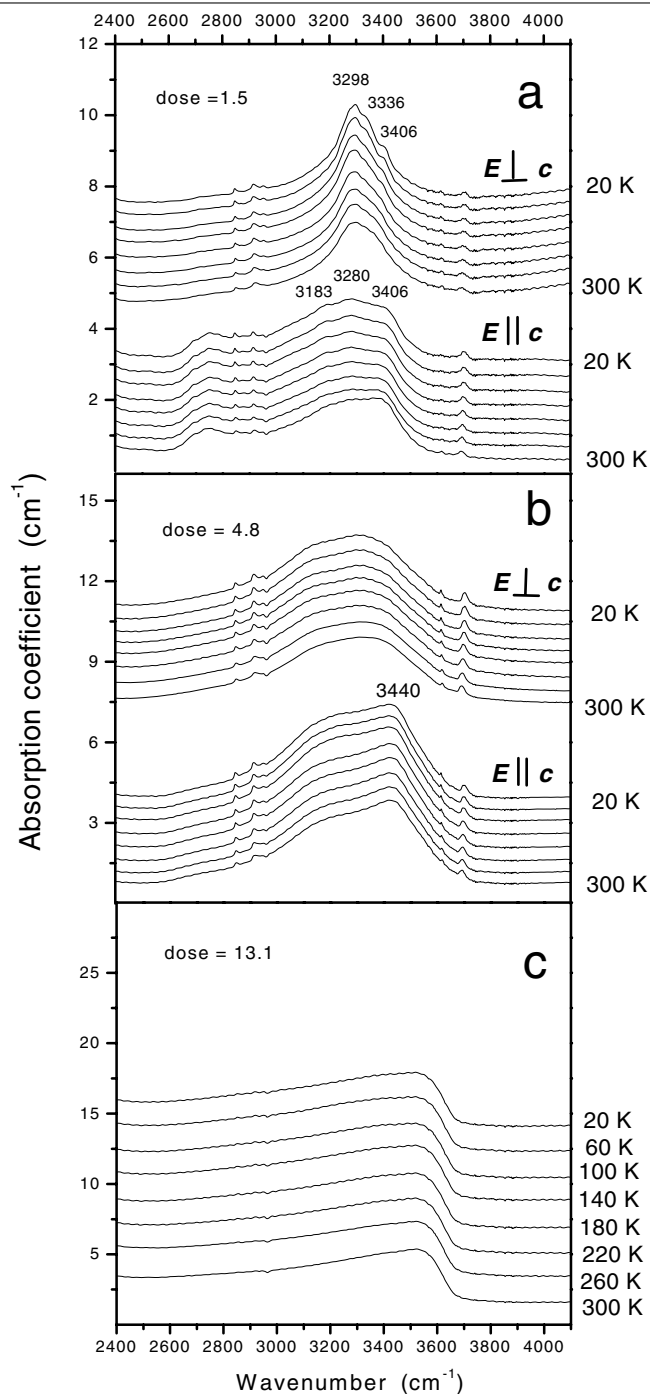 2400 2600 2800 3000 3200 3400 3600 3800 4000
12
10
8
6
4
2
dose =1.5
a
3298
3336
3406
E ⊥ c
20 K
300 K
3280
3183 3406
E || c
20 K
300 K
15
12
9
6
3
dose = 4.8
b
E ⊥ c
20 K
300 K
3440
E || c
20 K
300 K
Absorption coefficient (cm⁻¹)
25
20
15
10
5
dose = 13.1
c
20 K
60 K
100 K
140 K
180 K
220 K
260 K
300 K
2400 2600 2800 3000 3200 3400 3600 3800 4000
Wavenumber (cm⁻¹)